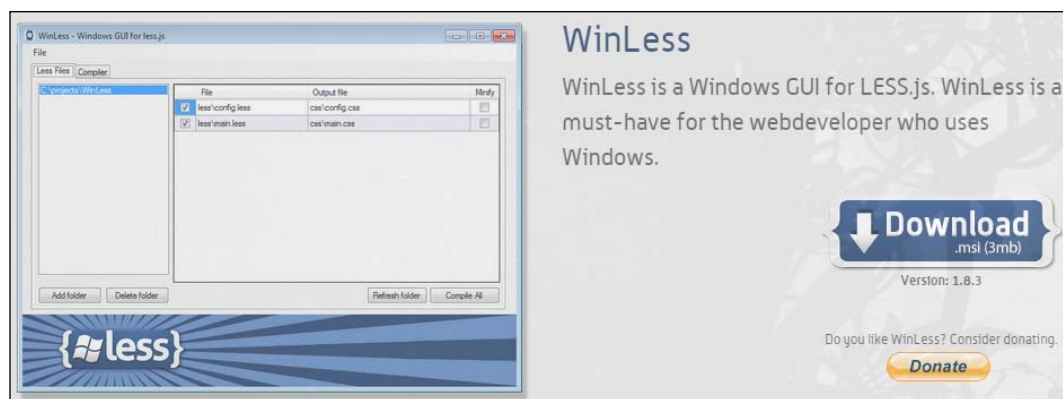 WinLess - Windows GUI for less.js
File
Less Files Compiler
C:\projects\WinLess
File Output file Minify
less\config.less css\config.css
less\main.less css\main.css
Add folder Delete folder Refresh folder Compile All
{less}
WinLess
WinLess is a Windows GUI for LESS.js. WinLess is a
must-have for the webdeveloper who uses
Windows.
{Download}
.msi (3mb)
Version: 1.8.3
Do you like WinLess? Consider donating.
Donate